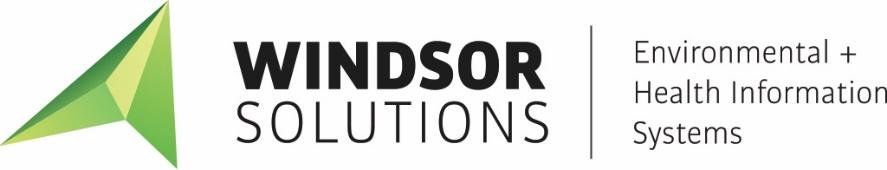 WINDSOR
SOLUTIONS
Environmental +
Health Information
Systems